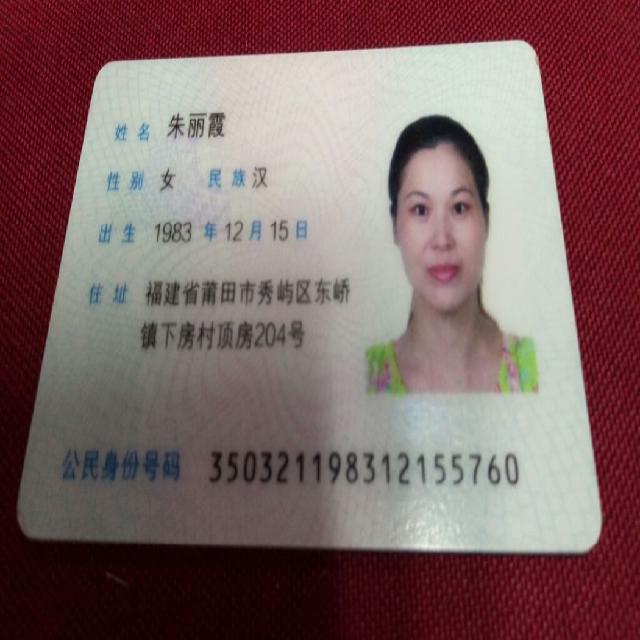 姓名 朱丽霞
性别 女 民族 汉
出生 1983 年 12 月 15 日
住址 福建省莆田市秀屿区东峤
镇下房村顶房204号
公民身份号码 350321198312155760